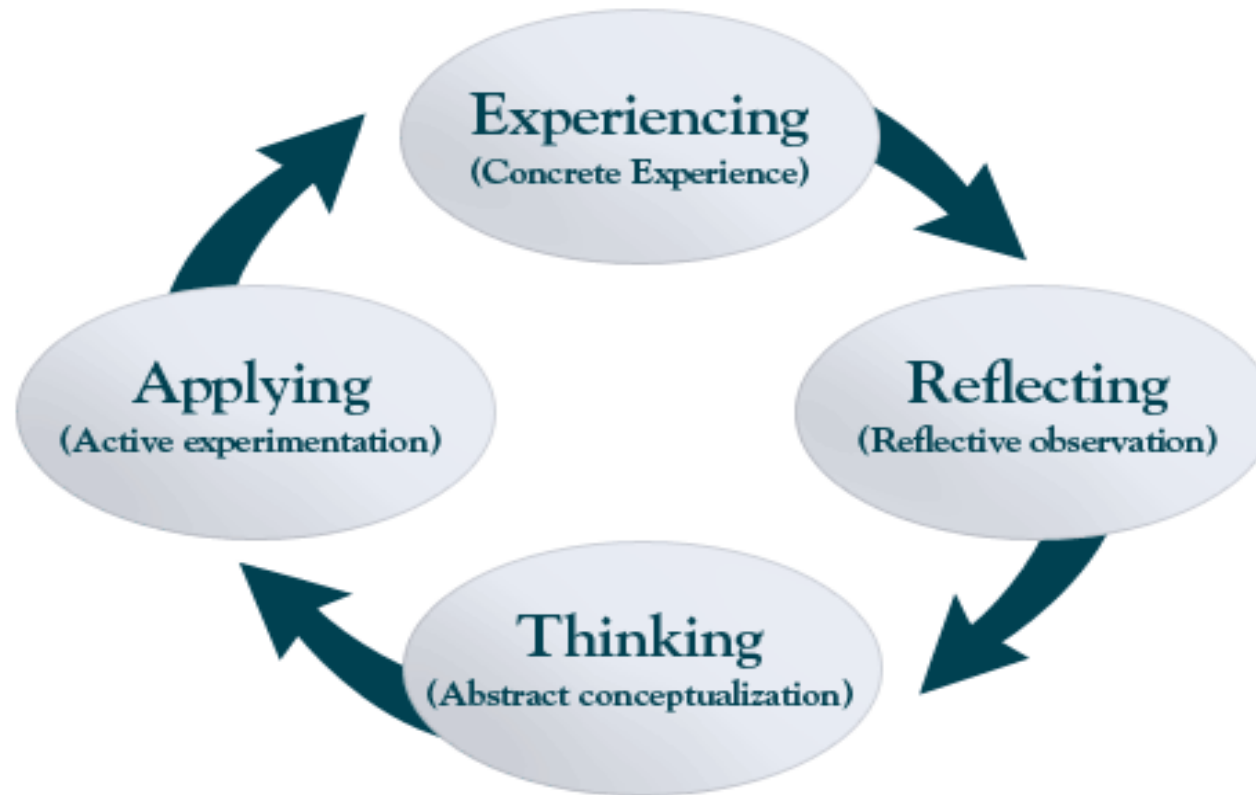 Experiencing
(Concrete Experience)
Applying
(Active experimentation)
Reflecting
(Reflective observation)
Thinking
(Abstract conceptualization)